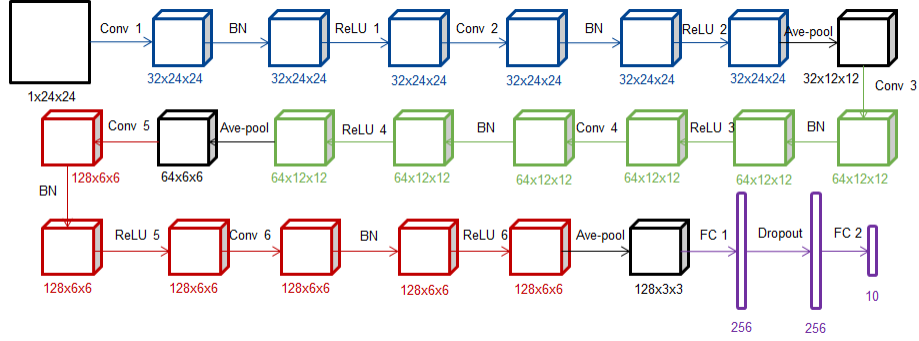 Conv 1 BN ReLU 1 Conv 2 BN ReLU 2 Ave-pool
1x24x24 32x24x24 32x24x24 32x24x24 32x24x24 32x24x24 32x24x24 32x12x12
Conv 3
Conv 5 Ave-pool ReLU 4 BN Conv 4 ReLU 3 BN
128x6x6 64x6x6 64x12x12 64x12x12 64x12x12 64x12x12 64x12x12 64x12x12
BN
ReLU 5 Conv 6 BN ReLU 6 Ave-pool FC 1 Dropout FC 2
128x6x6 128x6x6 128x6x6 128x6x6 128x6x6 128x3x3 256 256 10